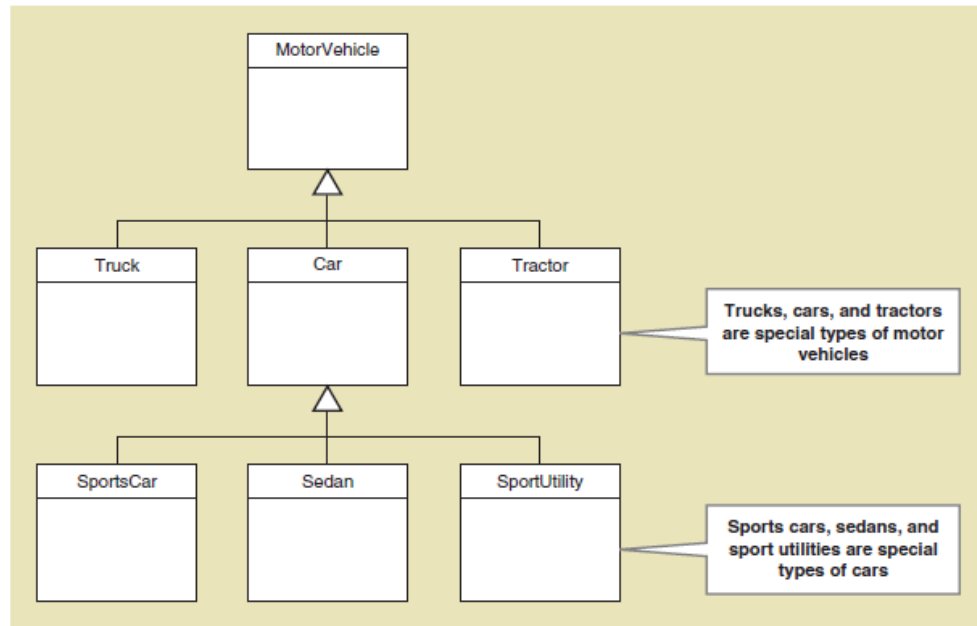 MotorVehicle
Truck
Car
Tractor
Trucks, cars, and tractors
are special types of motor
vehicles
SportsCar
Sedan
SportUtility
Sports cars, sedans, and
sport utilities are special
types of cars